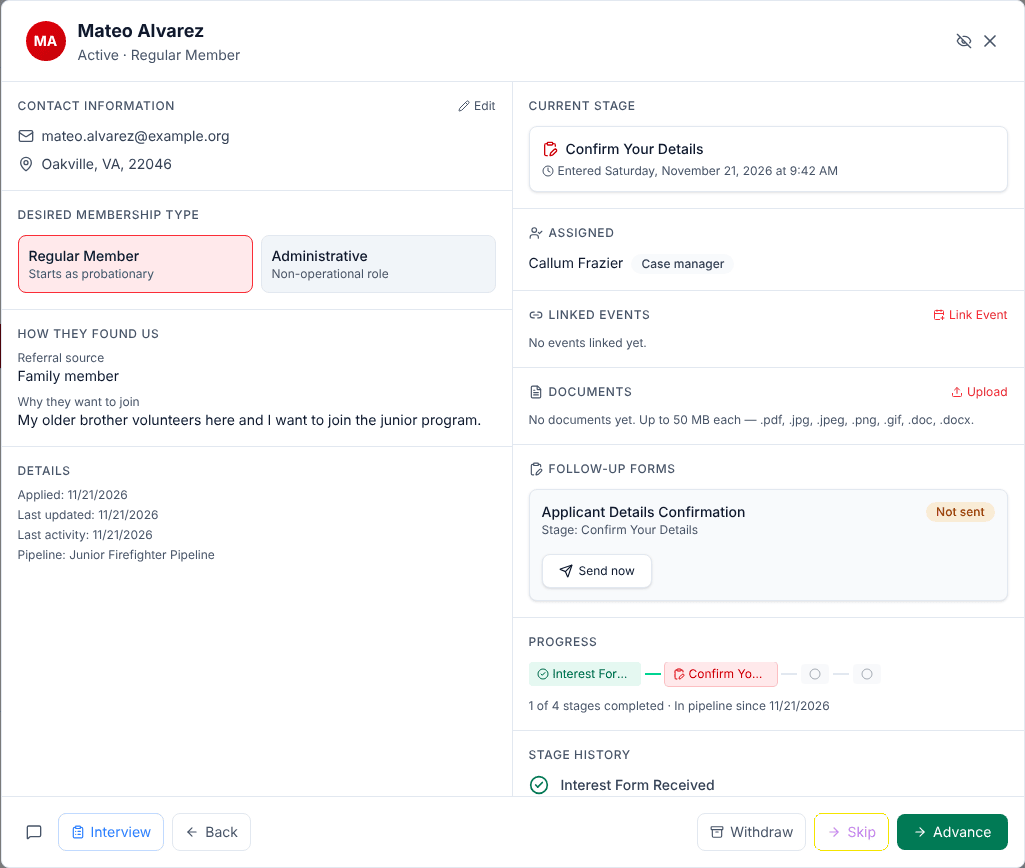 MA
Mateo Alvarez
Active · Regular Member
CONTACT INFORMATION
Edit
mateo.alvarez@example.org
Oakville, VA, 22046
DESIRED MEMBERSHIP TYPE
Regular Member
Starts as probationary
Administrative
Non-operational role
HOW THEY FOUND US
Referral source
Family member
Why they want to join
My older brother volunteers here and I want to join the junior program.
DETAILS
Applied: 11/21/2026
Last updated: 11/21/2026
Last activity: 11/21/2026
Pipeline: Junior Firefighter Pipeline
CURRENT STAGE
Confirm Your Details
Entered Saturday, November 21, 2026 at 9:42 AM
ASSIGNED
Callum Frazier Case manager
LINKED EVENTS
Link Event
No events linked yet.
DOCUMENTS
Upload
No documents yet. Up to 50 MB each — .pdf, .jpg, .jpeg, .png, .gif, .doc, .docx.
FOLLOW-UP FORMS
Applicant Details Confirmation
Not sent
Stage: Confirm Your Details
Send now
PROGRESS
Interest For... Confirm Yo...
1 of 4 stages completed · In pipeline since 11/21/2026
STAGE HISTORY
Interest Form Received
Interview
Back
Withdraw
Skip
Advance